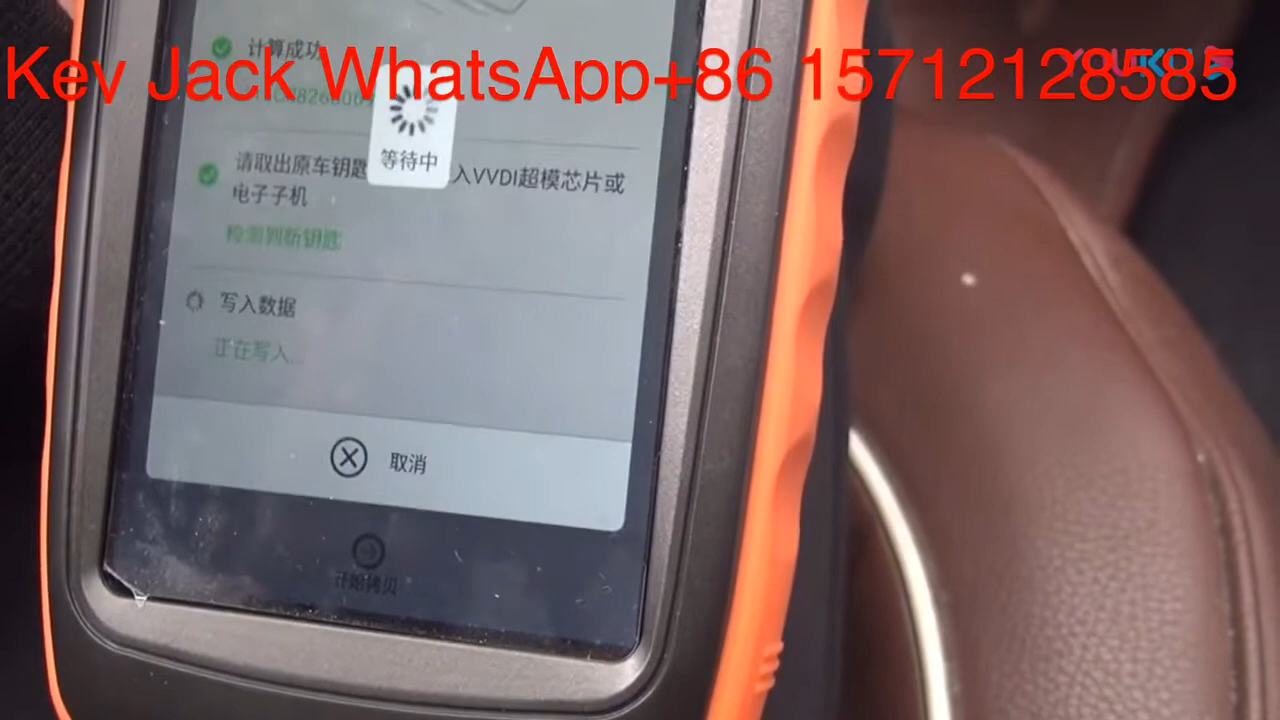 计算成功
Key Jack WhatsApp+86 15712128585
等待中
请取出原车钥匙 入VVDI超模芯片或
电子子机
检测到新钥匙
写入数据
正在写入...
取消
开始拷贝